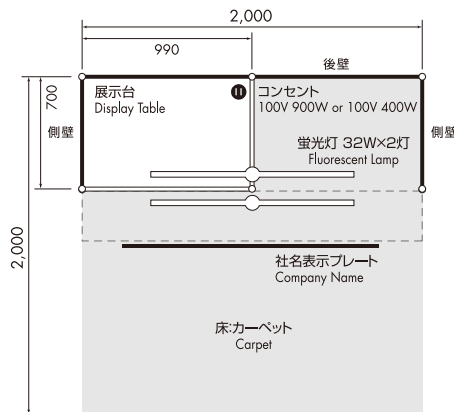 2,000
990
後壁
700
展示台
Display Table
コンセント
100V 900W or 100V 400W
側壁
側壁
蛍光灯 32W×2灯
Fluorescent Lamp
2,000
社名表示プレート
Company Name
床:カーペット
Carpet